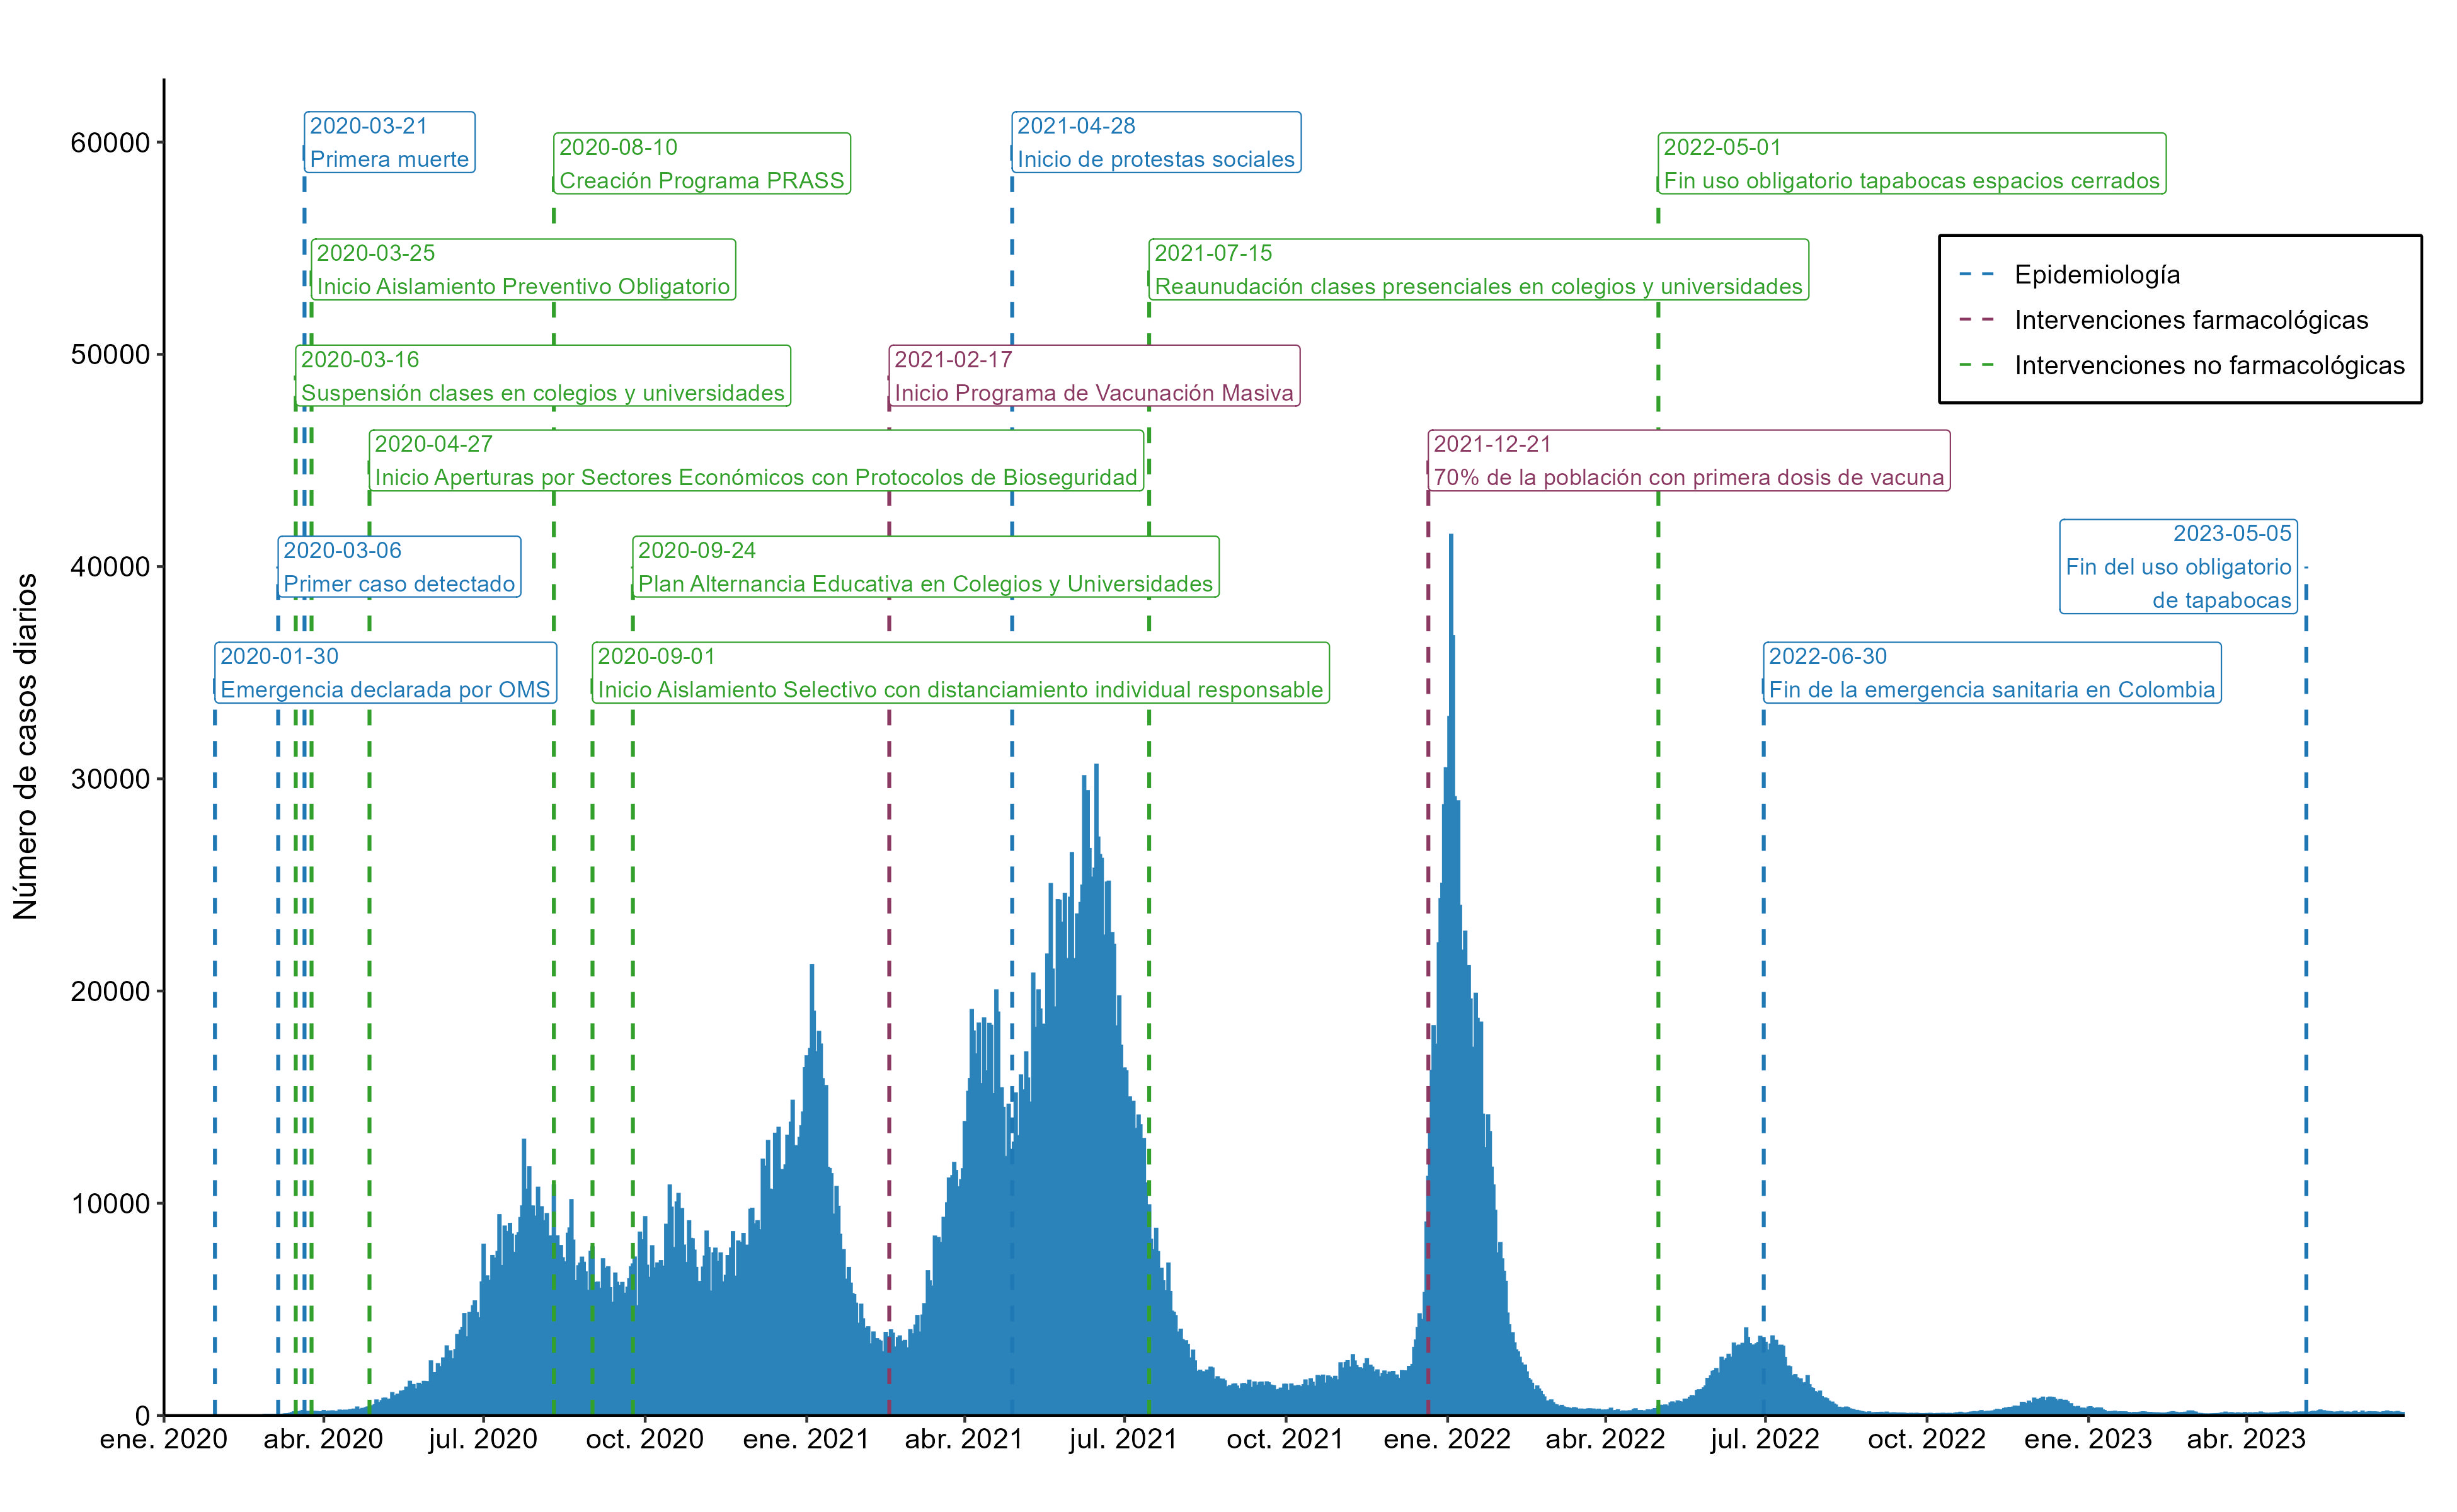 2020-03-21
Primera muerte
2021-04-28
Inicio de protestas sociales
2020-08-10
Creación Programa PRASS
2022-05-01
Fin uso obligatorio tapabocas espacios cerrados
2020-03-25
Inicio Aislamiento Preventivo Obligatorio
2021-07-15
Reaunudación clases presenciales en colegios y universidades
Epidemiología
Intervenciones farmacológicas
Intervenciones no farmacológicas
2020-03-16
Suspensión clases en colegios y universidades
2021-02-17
Inicio Programa de Vacunación Masiva
2020-04-27
Inicio Aperturas por Sectores Económicos con Protocolos de Bioseguridad
2021-12-21
70% de la población con primera dosis de vacuna
2020-03-06
Primer caso detectado
2020-09-24
Plan Alternancia Educativa en Colegios y Universidades
2023-05-05
Fin del uso obligatorio
de tapabocas
2020-01-30
Emergencia declarada por OMS
2020-09-01
Inicio Aislamiento Selectivo con distanciamiento individual responsable
2022-06-30
Fin de la emergencia sanitaria en Colombia
Número de casos diarios
60000
50000
40000
30000
20000
10000
0
ene. 2020
abr. 2020
jul. 2020
oct. 2020
ene. 2021
abr. 2021
jul. 2021
oct. 2021
ene. 2022
abr. 2022
jul. 2022
oct. 2022
ene. 2023
abr. 2023